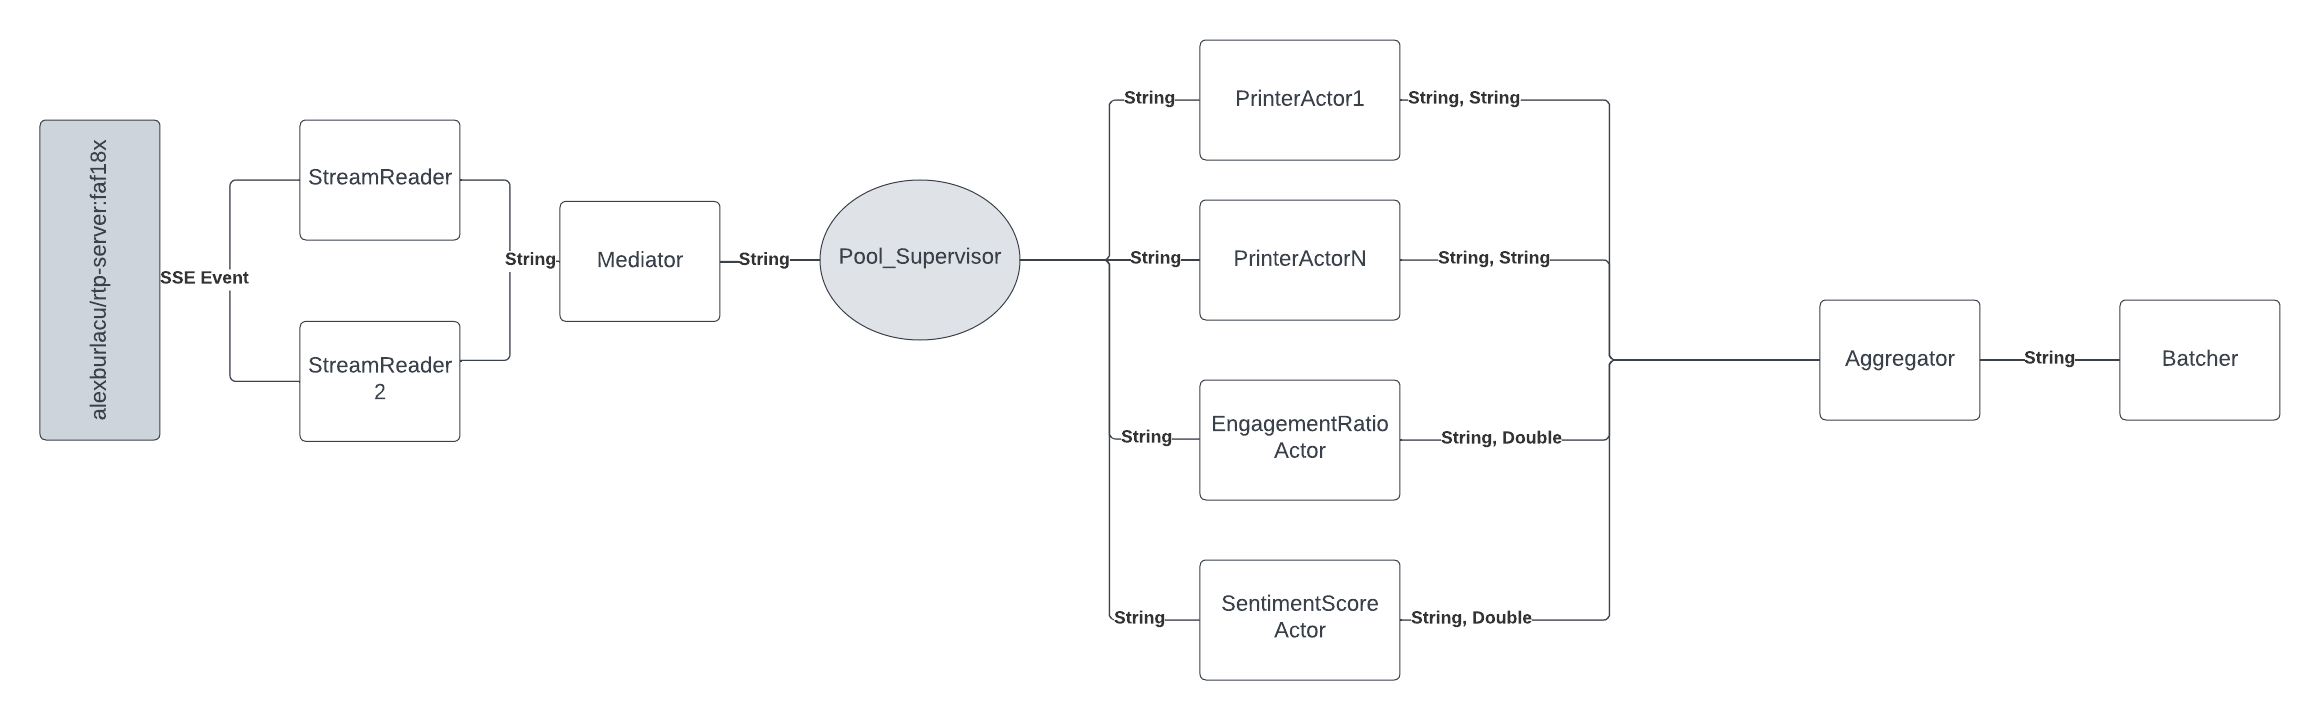 alexburlacu/rtp-server:faf18x
SSE Event
StreamReader
StreamReader
2
String
Mediator
String
Pool_Supervisor
String
PrinterActor1
String, String
String
PrinterActorN
String, String
String
EngagementRatio
Actor
String, Double
String
SentimentScore
Actor
String, Double
Aggregator
String
Batcher